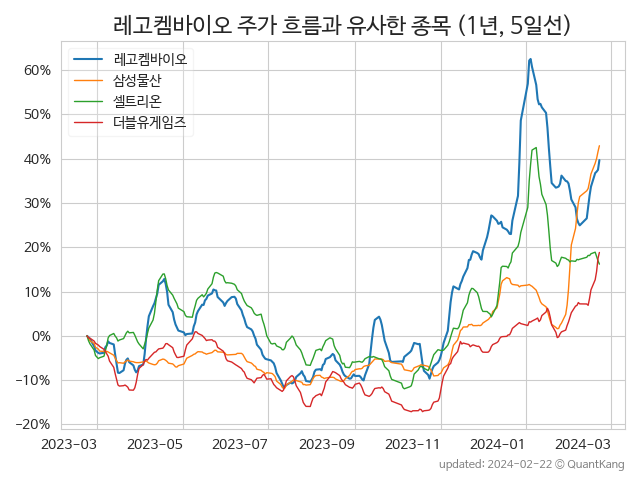 레고켐바이오 주가 흐름과 유사한 종목 (1년, 5일선)
레고켐바이오
삼성물산
셀트리온
더블유게임즈
60%
50%
40%
30%
20%
10%
0%
−10%
−20%
2023-03 2023-05 2023-07 2023-09 2023-11 2024-01 2024-03
updated: 2024-02-22 © QuantKang